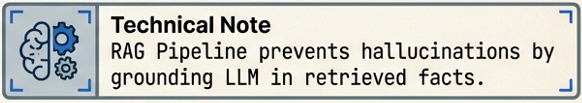 Technical Note
RAG Pipeline prevents hallucinations by
grounding LLM in retrieved facts.